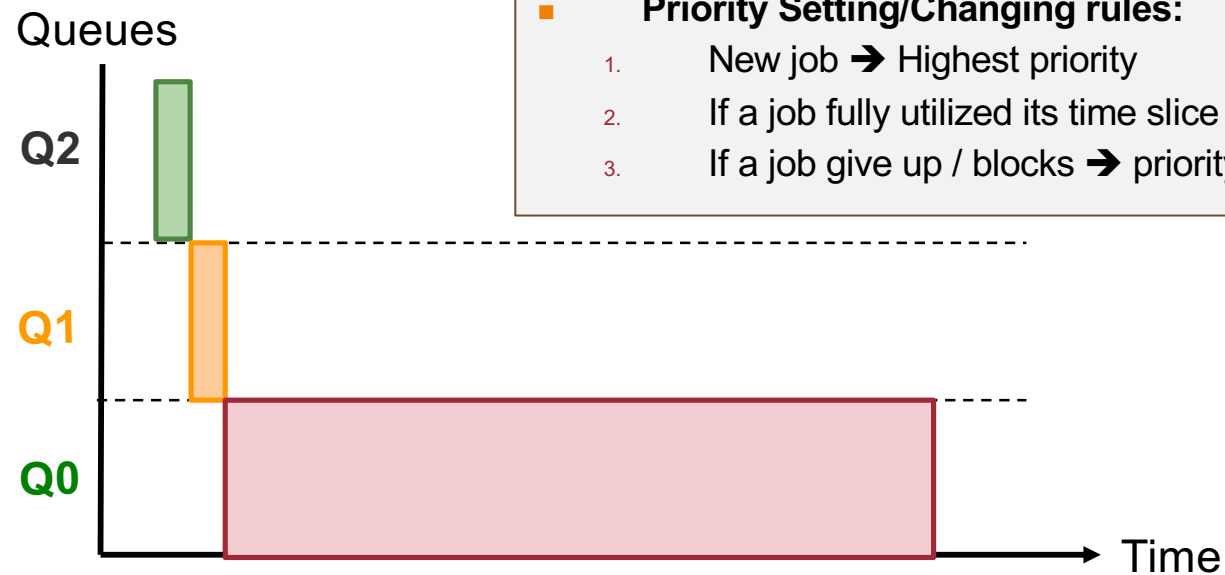 Queues
Priority Setting/Changing rules:
1. New job ➔ Highest priority
2. If a job fully utilized its time slice
3. If a job give up / blocks ➔ priority
Q2
Q1
Q0
Time